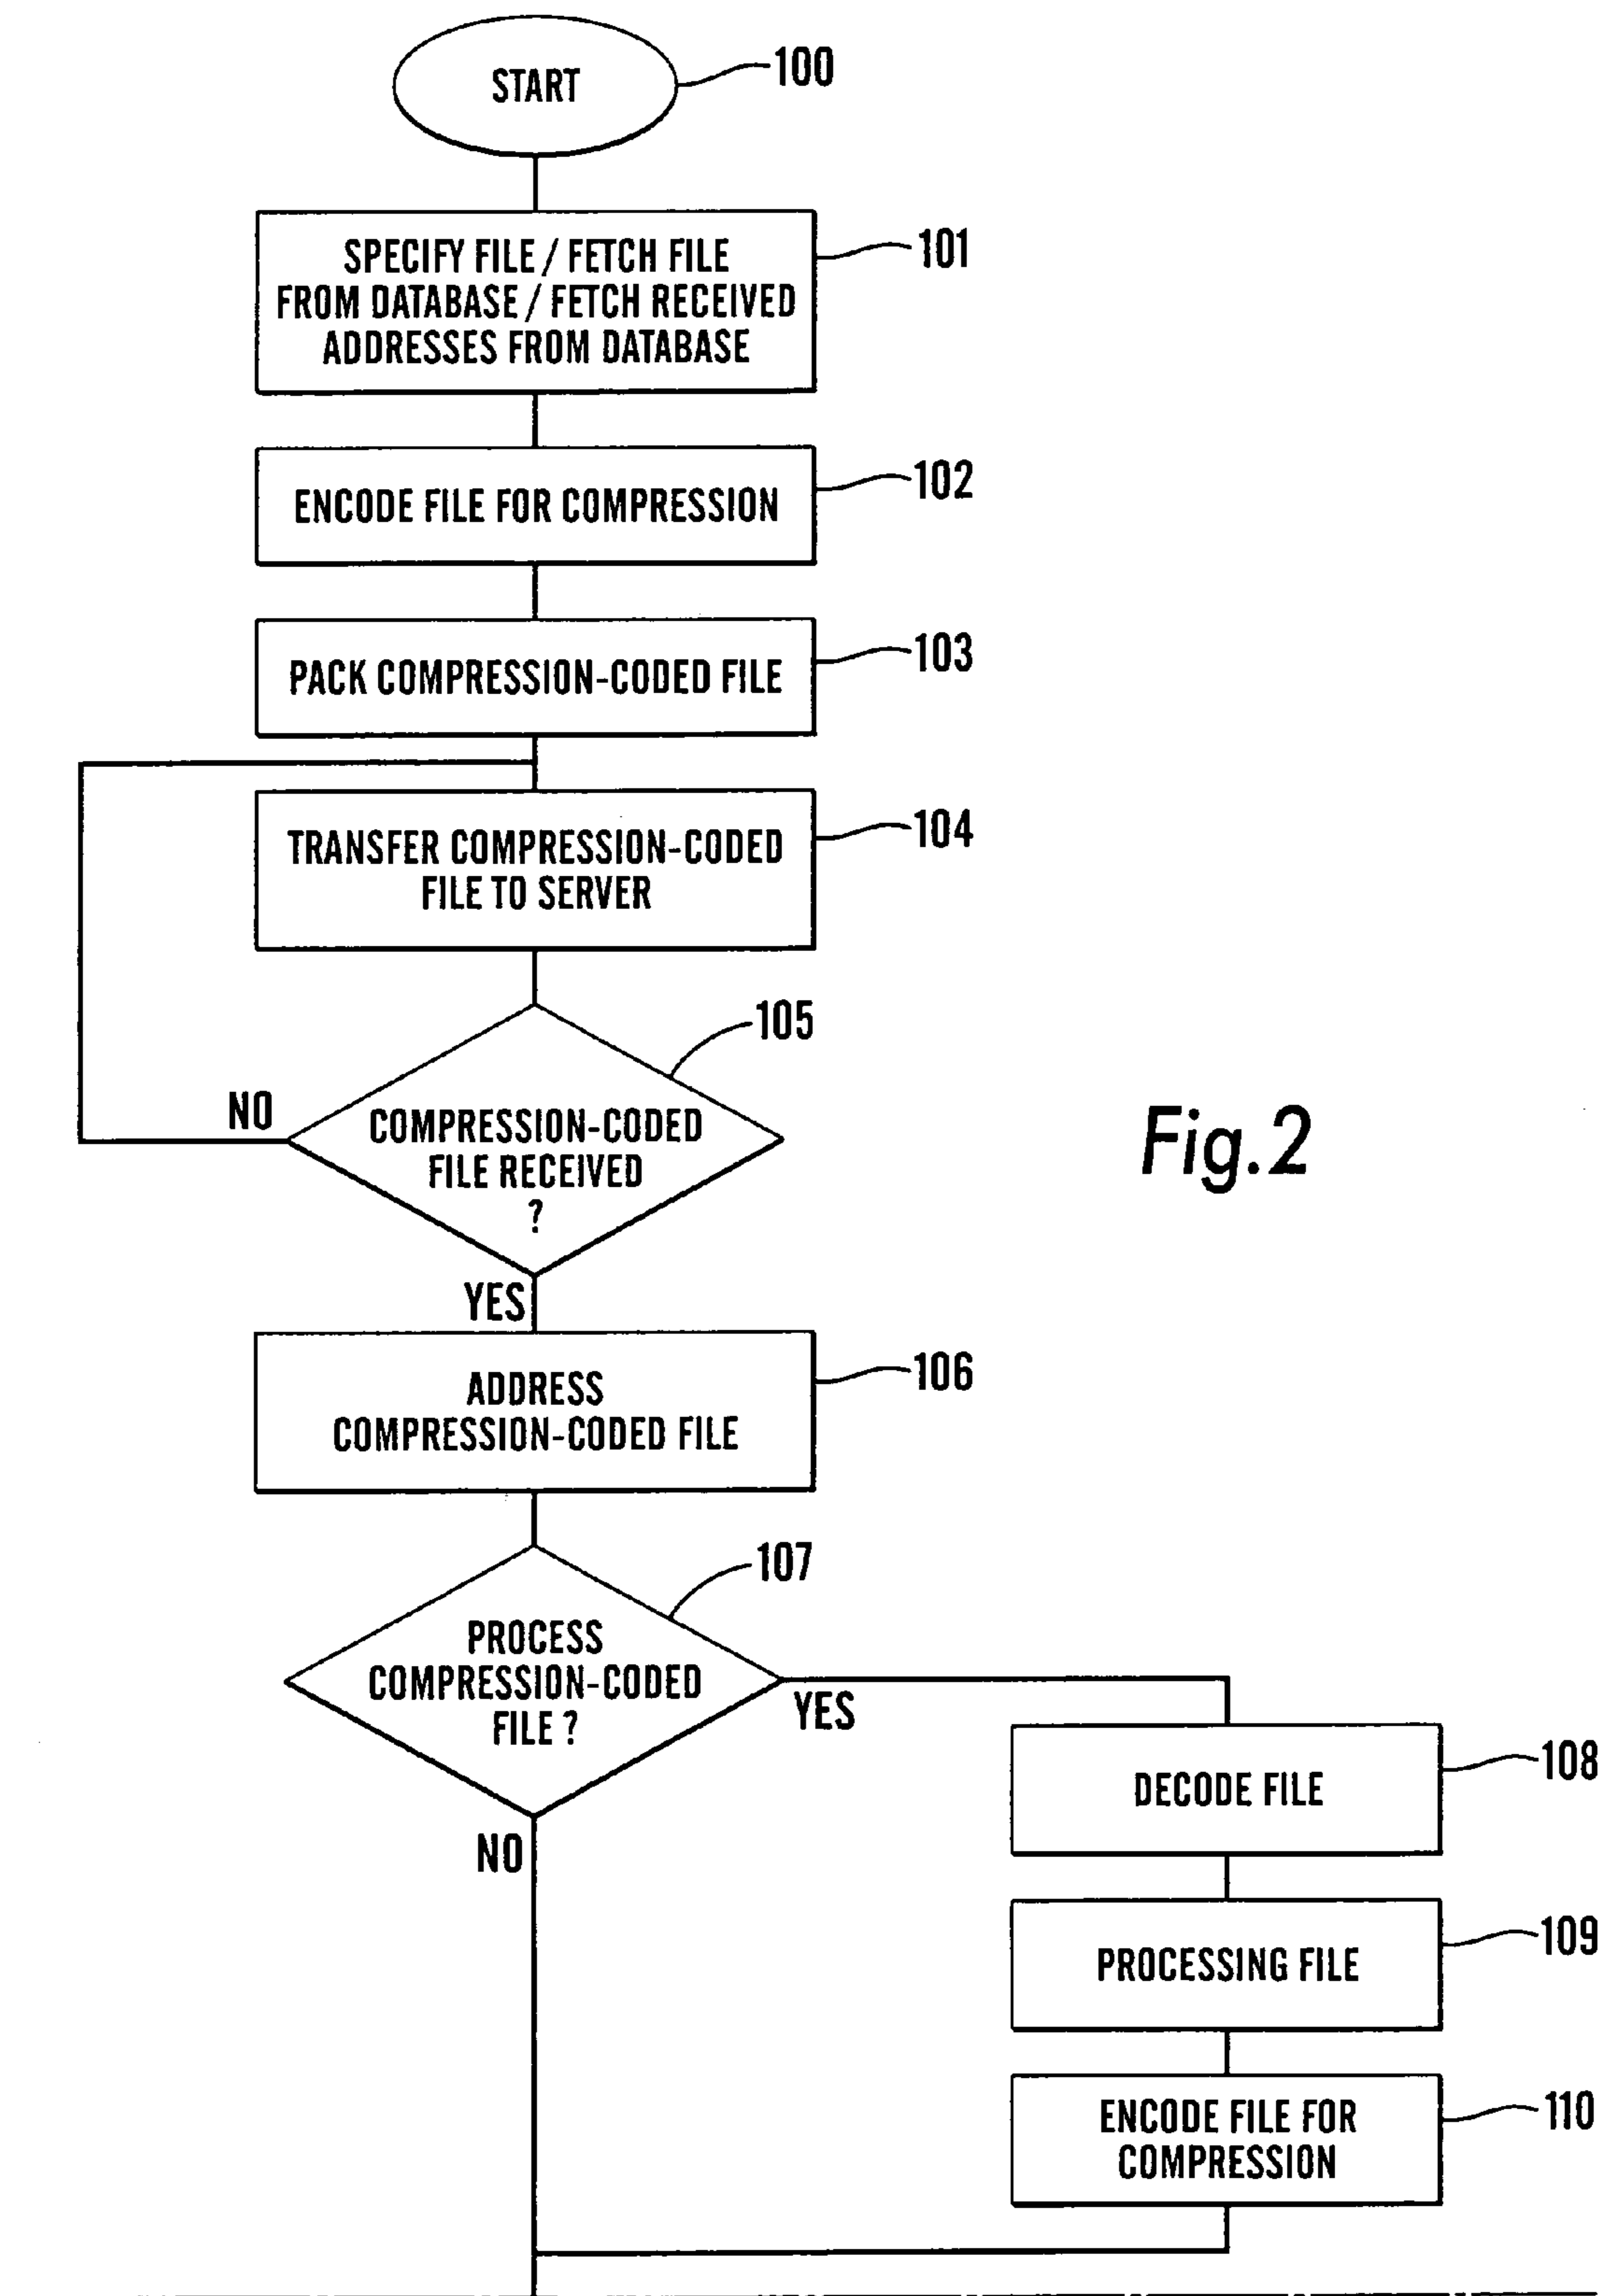 START
100
SPECIFY FILE / FETCH FILE
FROM DATABASE / FETCH RECEIVED
ADDRESSES FROM DATABASE
101
ENCODE FILE FOR COMPRESSION
102
PACK COMPRESSION-CODED FILE
103
TRANSFER COMPRESSION-CODED
FILE TO SERVER
104
105
NO
COMPRESSION-CODED
FILE RECEIVED
?
Fig.2
YES
ADDRESS
COMPRESSION-CODED FILE
106
107
PROCESS
COMPRESSION-CODED
FILE ?
YES
NO
DECODE FILE
108
PROCESSING FILE
109
ENCODE FILE FOR
COMPRESSION
110